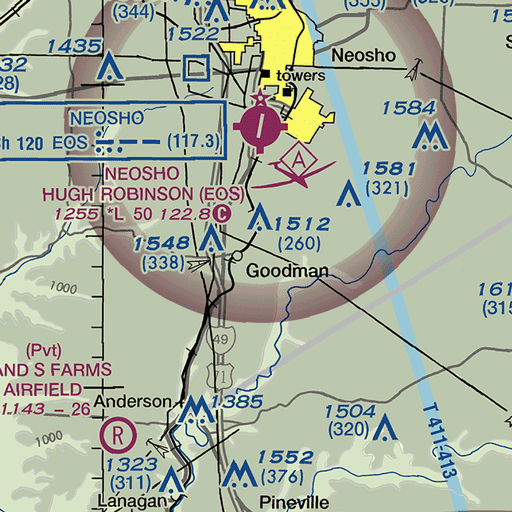 (344)
(355)
1522
1435
Neosho
32
28)
towers
NEOSHO
Ch 120 EOS
(117.3)
1584
A
NEOSHO
HUGH ROBINSON (EOS)
1255 *L 50 122.8 C
1581
(321)
1512
(260)
1548
(338)
Goodman
1000
161
(315
49
71
(Pvt)
AND S FARMS
AIRFIELD
1143 - 26
Anderson
1385
R
1000
1504
(320)
T 411-413
1323
(311)
1552
(376)
Lanagan
Pineville